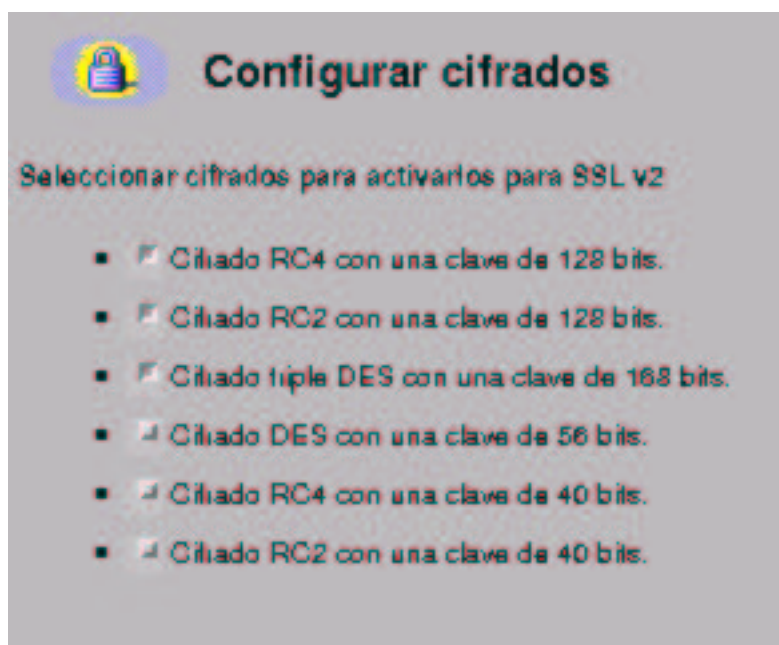 Configurar cifrados
Seleccionar cifrados para activarlos para SSL v2
Cifrado RC4 con una clave de 128 bits.
Cifrado RC2 con una clave de 128 bits.
Cifrado triple DES con una clave de 168 bits.
Cifrado DES con una clave de 56 bits.
Cifrado RC4 con una clave de 40 bits.
Cifrado RC2 con una clave de 40 bits.